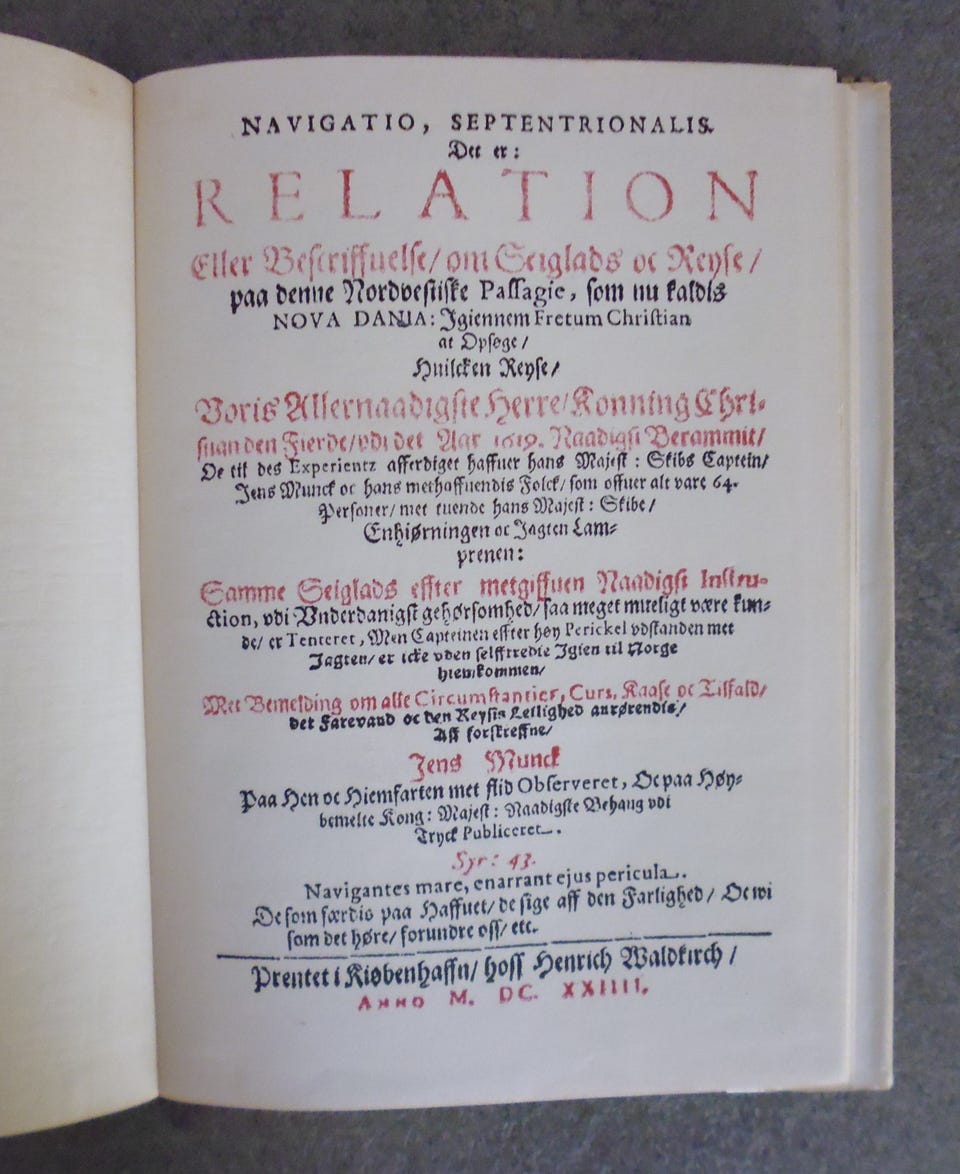 NAVIGATIO, SEPTENTRIONALIS.
Det er:
RELATION
Eller Bescriffuelse/ om Seiglads oc Reyse/
paa denne Nordvestiske Passagie, som nu kaldis
NOVA DANIA: Igiennem Fretum Christian
at Opsøge/
Huilcken Reyse/
Voris Allernaadigste Herre/ Konning Chri-
stian den Fierde/ vdi det Aar 1619. Naadigst Berammit/
Oc til des Experientz afferdiget haffuer hans Majest: Skibs Captein/
Jens Munck oc hans methaffuendis Folck/ som offuer alt vare 64.
Personer/ met tuende hans Majest: Skibe/
Enhiørningen oc Jagten Lam-
prenen:
Samme Seiglads effter metgiffuen Naadigst Instru-
ction, vdi Vnderdanigst gehørsomhed/ saa meget mueligt være kun-
de/ er Tenteret, Men Capteinen effter høy Perickel vdstanden met
Jagten/ er icke vden selfftredie Igien til Norge
hiemkommen/
Met Bemelding om alle Circumstantier, Curs, Kaase oc Tilfald/
det Farevand oc den Reysis Leylighed anrørendis/
Aff forskreffne/
Jens Munck
Paa Hen oc Hiemfarten met flid Observeret, Oc paa Høy-
bemelte Kong: Majest: Naadigste Behaug vdi
Tryck Publiceret.
Syr: 43.
Navigantes mare, enarrant ejus pericula.
De som færdis paa Haffuet/ de sige aff den Farlighed/ Oc wi
som det høre/ forundre oss/ etc.
Prentet i Kiøbenhaffn/ hoss Henrich Waldkirch/
ANNO M. DC. XXIIII.